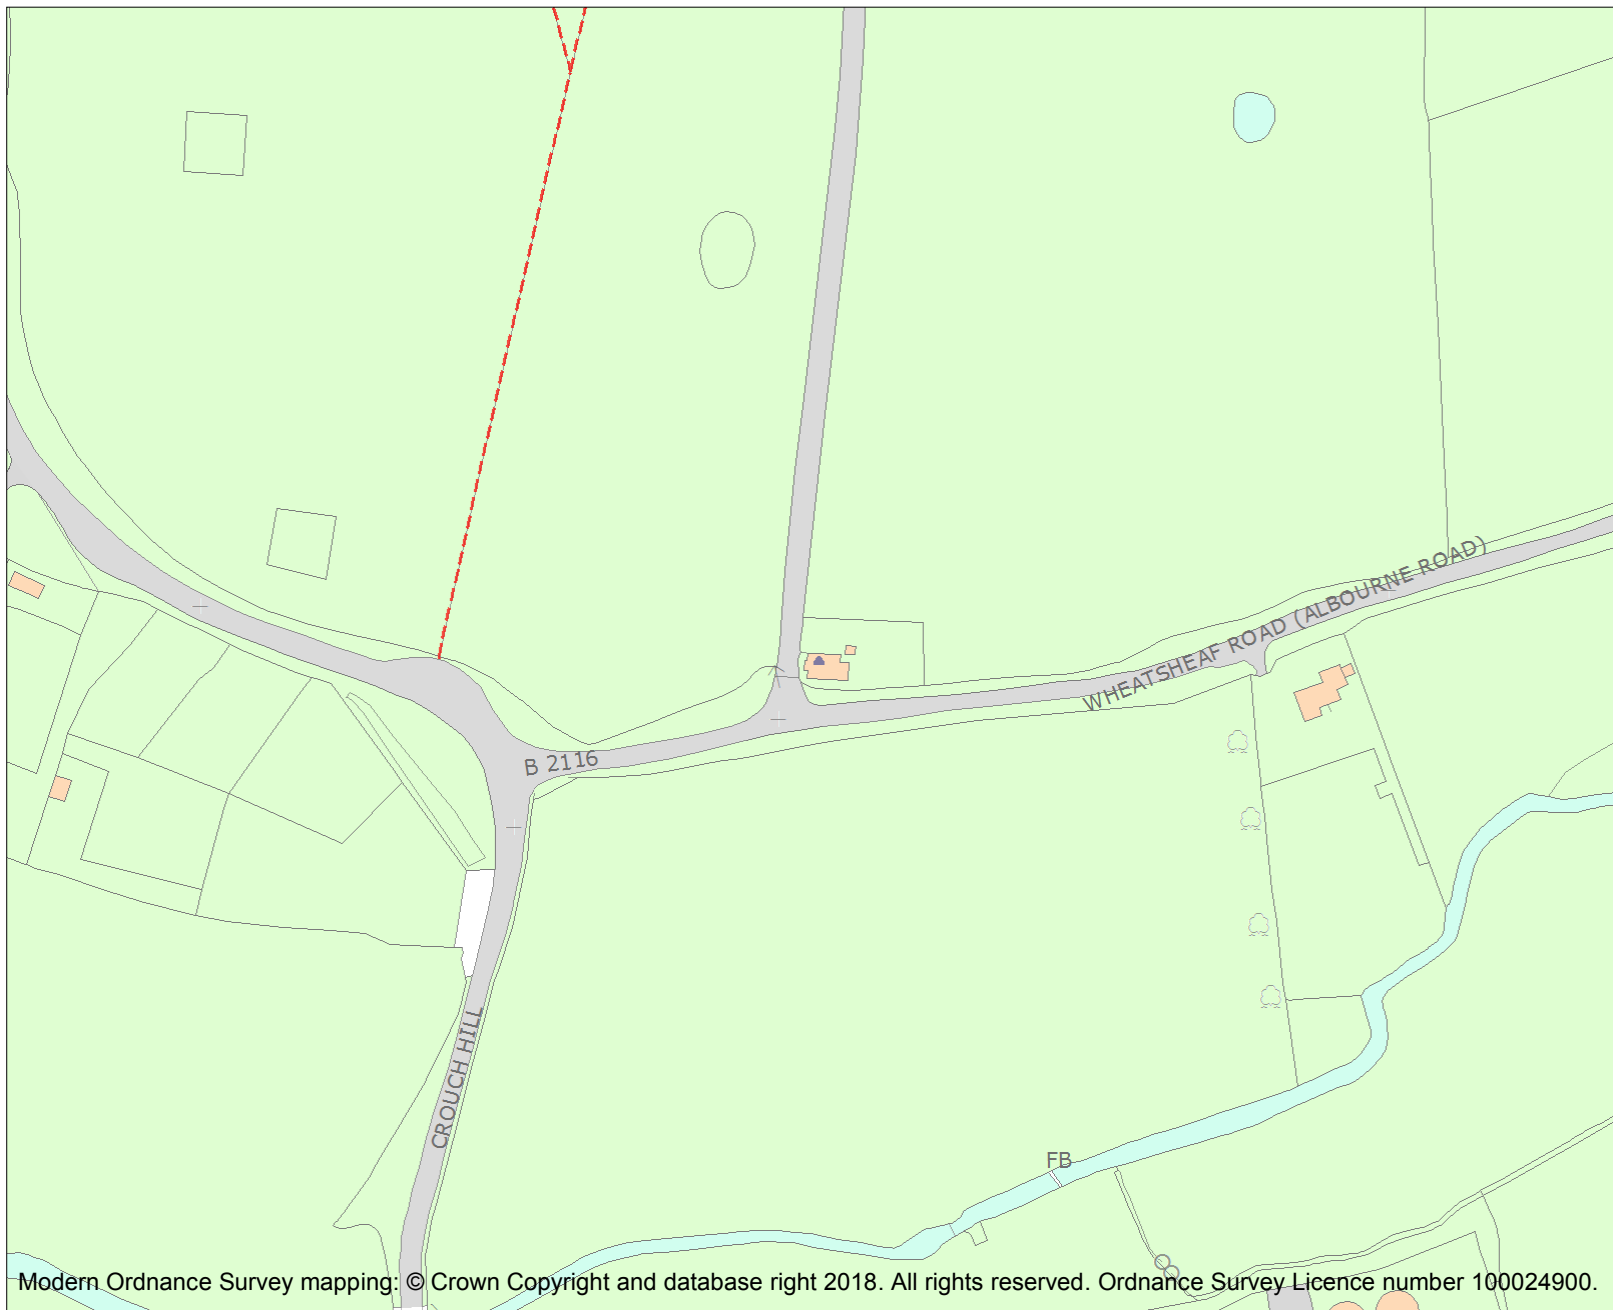 WHEATSHEAF ROAD (ALBOURNE ROAD)
B 2116
CROUCH HILL
FB
Modern Ordnance Survey mapping: © Crown Copyright and database right 2018. All rights reserved. Ordnance Survey Licence number 100024900.